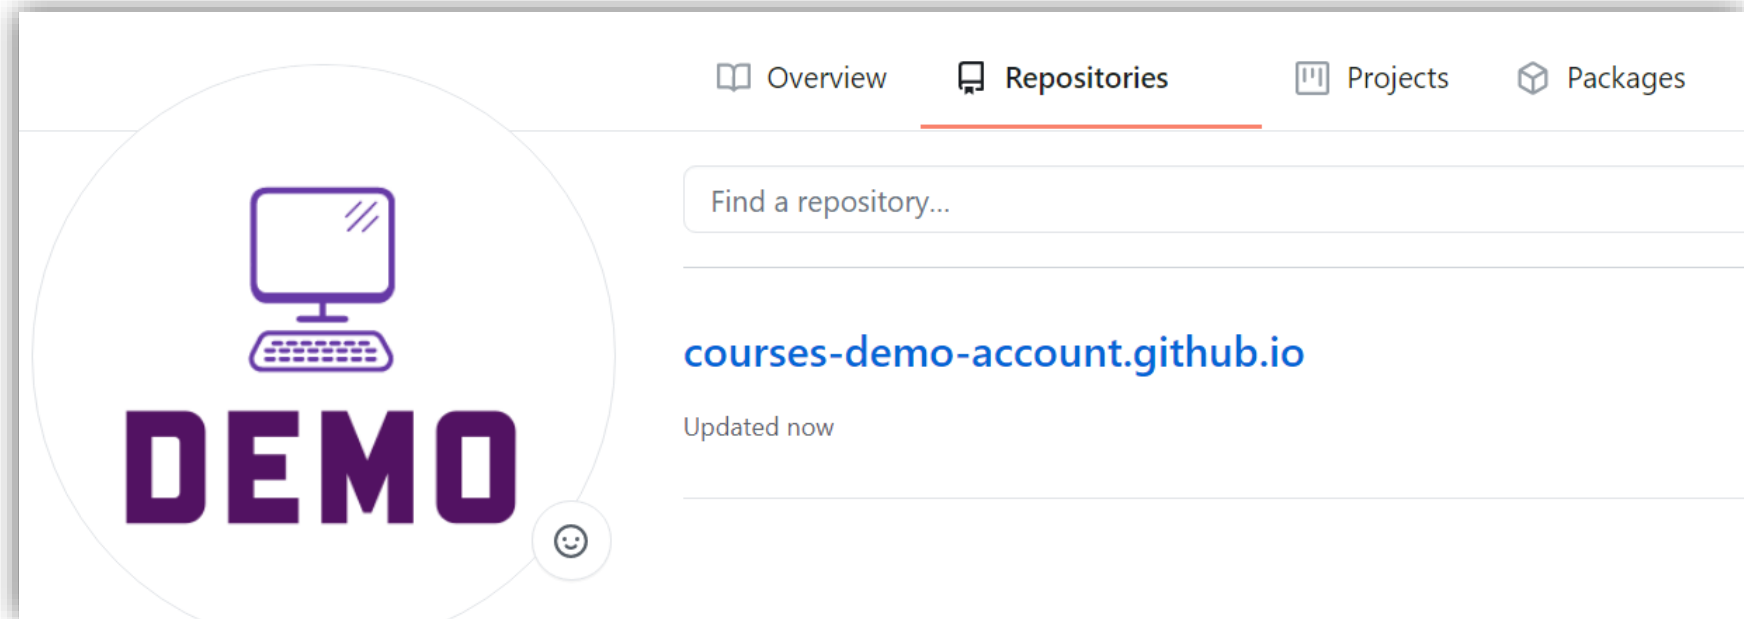 Overview Repositories Projects Packages
Find a repository...
courses-demo-account.github.io
Updated now
DEMO